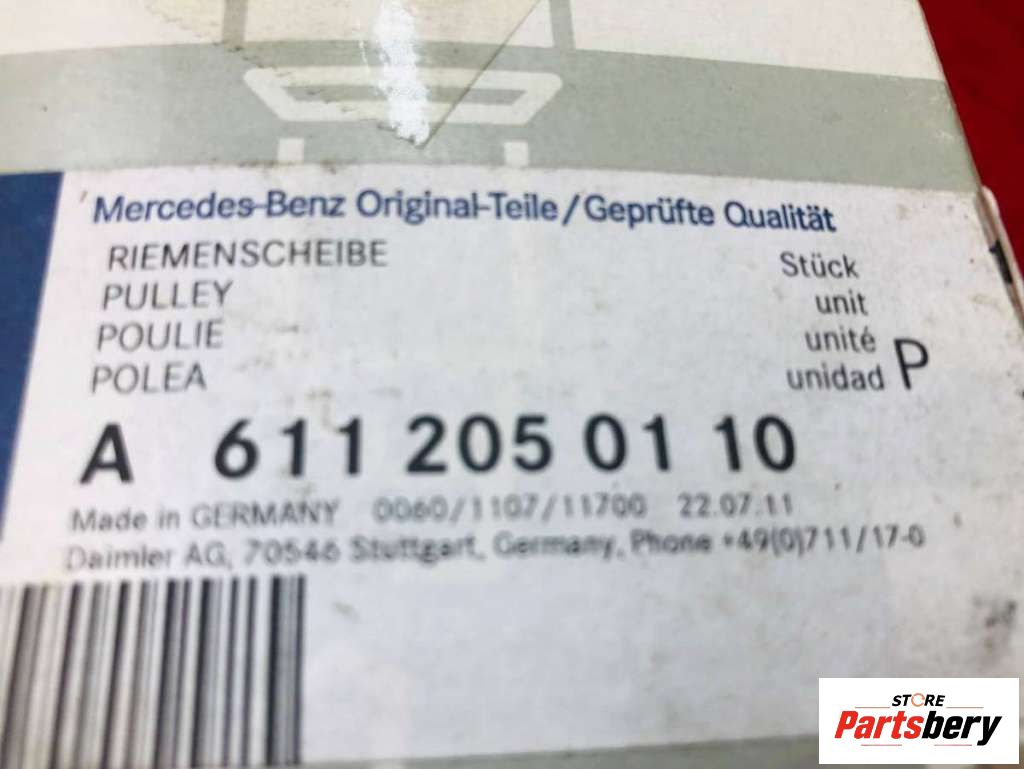 Mercedes-Benz Original-Teile/Geprüfte Qualität
RIEMENSCHEIBE
PULLEY
POULIE
POLEA
Stück
unit
unité
unidad P
A 611 205 01 10
Made in GERMANY 0060/1107/11700 22.07.11
Daimler AG, 70546 Stuttgart, Germany, Phone +49(0)711/17-0
STORE
Partsbery